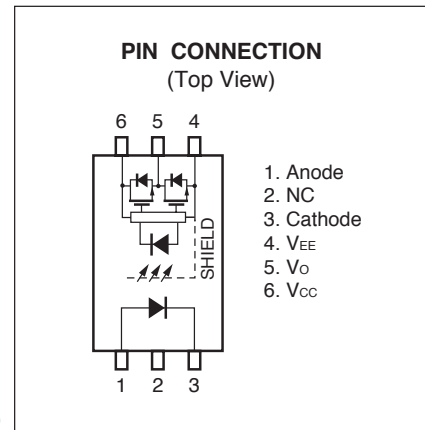 PIN CONNECTION
(Top View)
6 5 4
SHIELD
1 2 3
1. Anode
2. NC
3. Cathode
4. VEE
5. VO
6. VCC